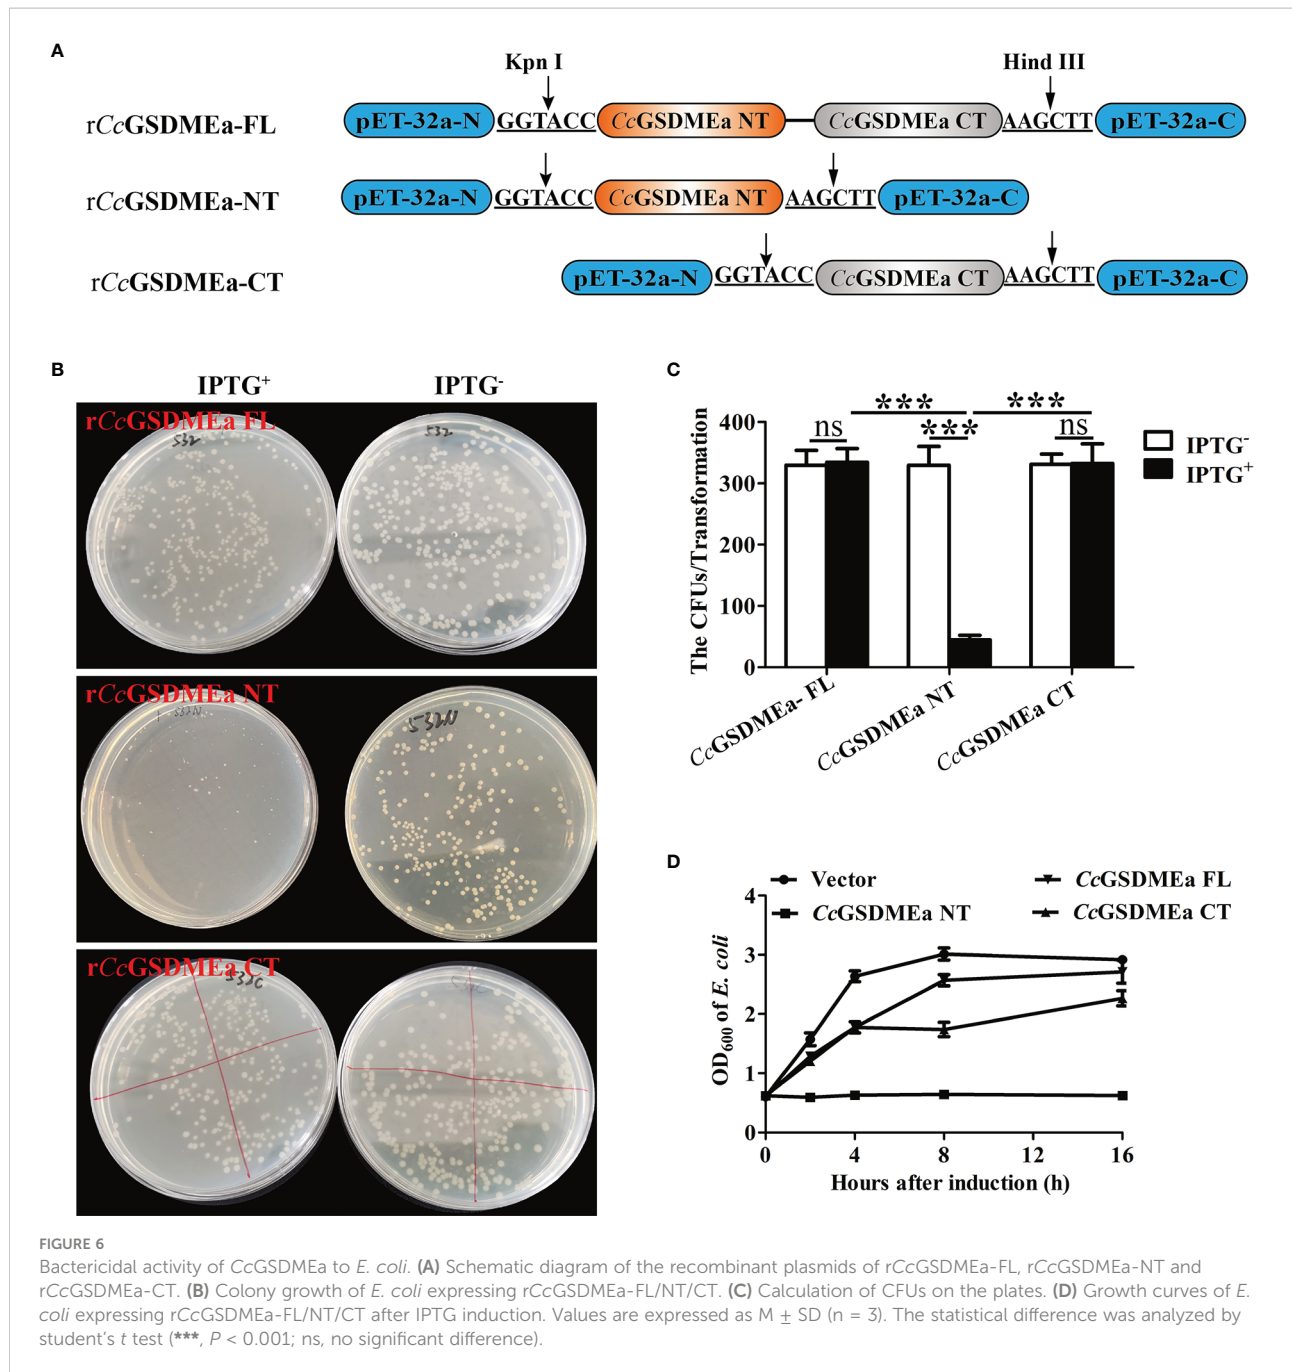 A
Kpn I
Hind III
rCcGSDMEa-FL
pET-32a-N GGTACC CcGSDMEa NT CcGSDMEa CT AAGCTT pET-32a-C
rCcGSDMEa-NT
pET-32a-N GGTACC CcGSDMEa NT AAGCTT pET-32a-C
rCcGSDMEa-CT
pET-32a-N GGTACC CcGSDMEa CT AAGCTT pET-32a-C
B
IPTG+ IPTG-
rCcGSDMEa FL
532
532
rCcGSDMEa NT
532N
532N
rCcGSDMEa CT
532C
C
*** ***
ns *** ns
IPTG-
IPTG+
The CFUs/Transformation
400
300
200
100
0
CcGSDMEa- FL
CcGSDMEa NT
CcGSDMEa CT
D
Vector
CcGSDMEa FL
CcGSDMEa NT
CcGSDMEa CT
OD600 of E. coli
4
3
2
1
0
0 4 8 12 16
Hours after induction (h)
FIGURE 6
Bactericidal activity of CcGSDMEa to E. coli. (A) Schematic diagram of the recombinant plasmids of rCcGSDMEa-FL, rCcGSDMEa-NT and
rCcGSDMEa-CT. (B) Colony growth of E. coli expressing rCcGSDMEa-FL/NT/CT. (C) Calculation of CFUs on the plates. (D) Growth curves of E.
coli expressing rCcGSDMEa-FL/NT/CT after IPTG induction. Values are expressed as M ± SD (n = 3). The statistical difference was analyzed by
student's t test (***, P < 0.001; ns, no significant difference).